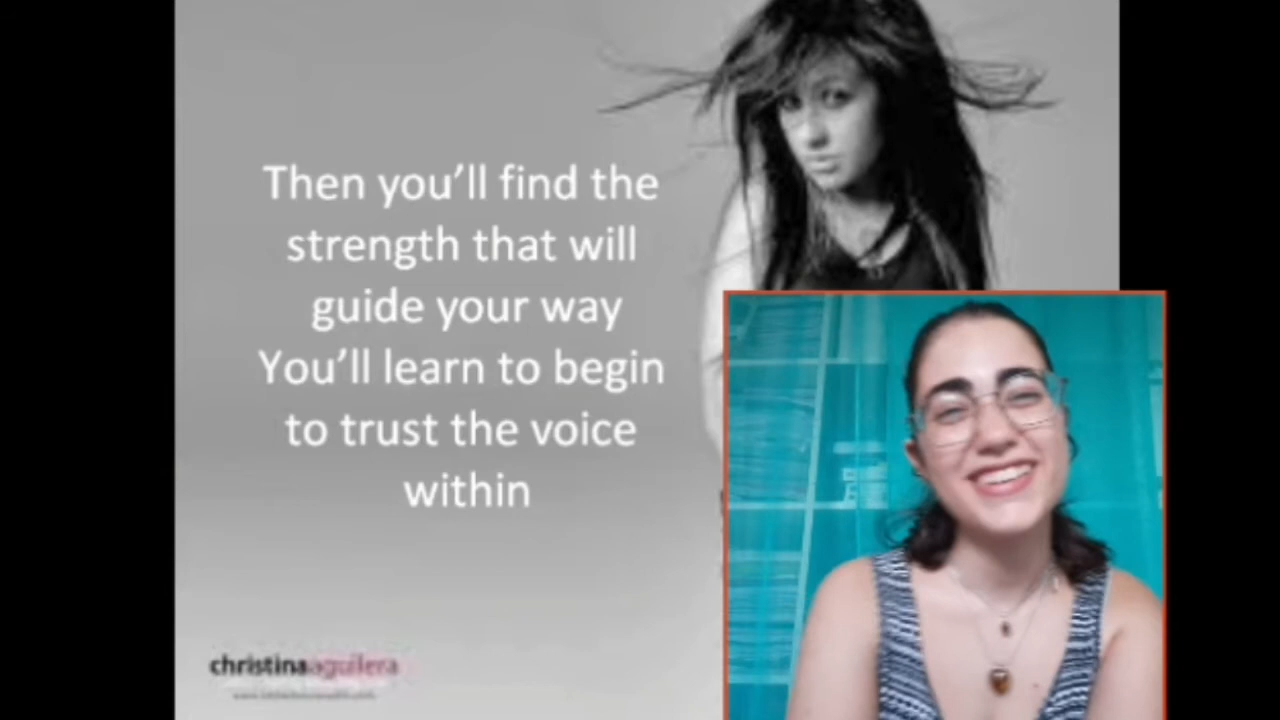 Then you’ll find the
strength that will
guide your way
You’ll learn to begin
to trust the voice
within
christinaaguilera